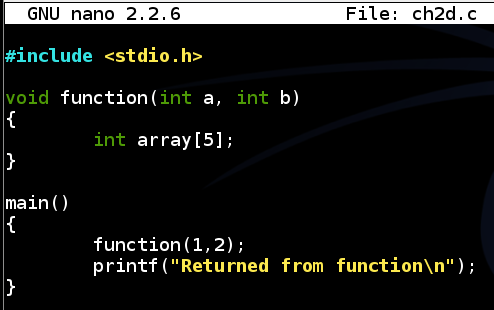 GNU nano 2.2.6 File: ch2d.c
#include <stdio.h>
void function(int a, int b)
{
int array[5];
}
main()
{
function(1,2);
printf("Returned from function\n");
}